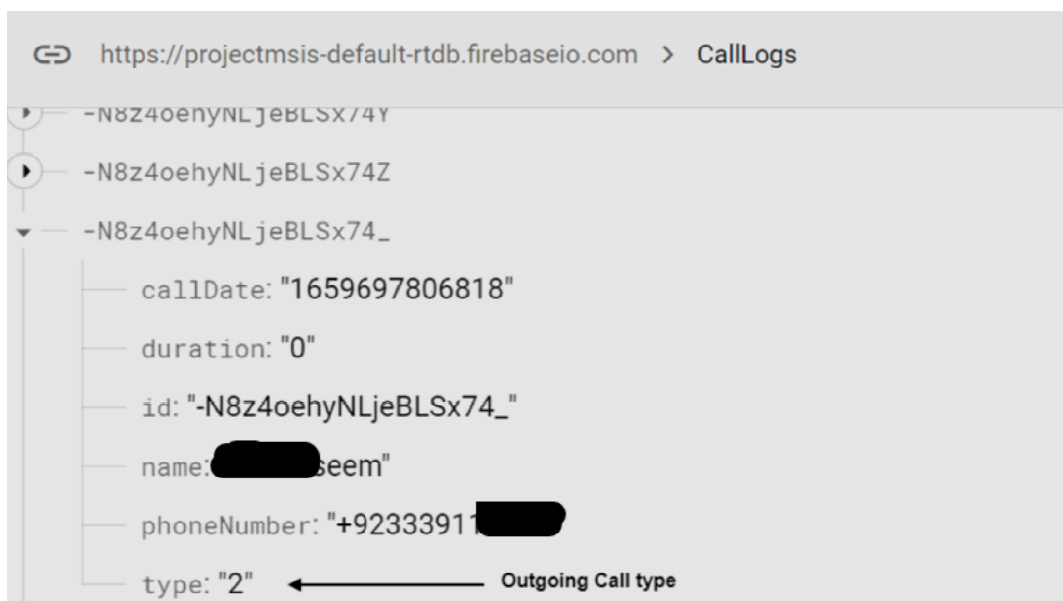 https://projectmsis-default-rtdb.firebaseio.com > CallLogs
-N8z4oehyNLjeBLSx74Y
-N8z4oehyNLjeBLSx74Z
-N8z4oehyNLjeBLSx74_
callDate: "1659697806818"
duration: "0"
id: "-N8z4oehyNLjeBLSx74_"
name: seem"
phoneNumber: "+92333911
type: "2" Outgoing Call type